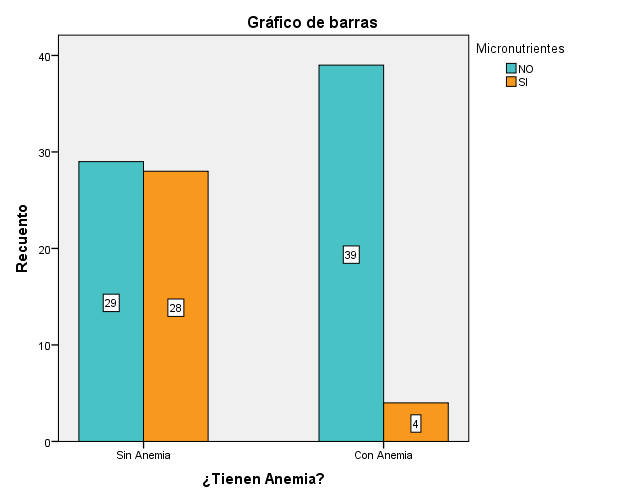 Gráfico de barras
Micronutrientes
NO
SI
40
30
20
10
0
Recuento
29
28
39
4
Sin Anemia
Con Anemia
¿Tienen Anemia?